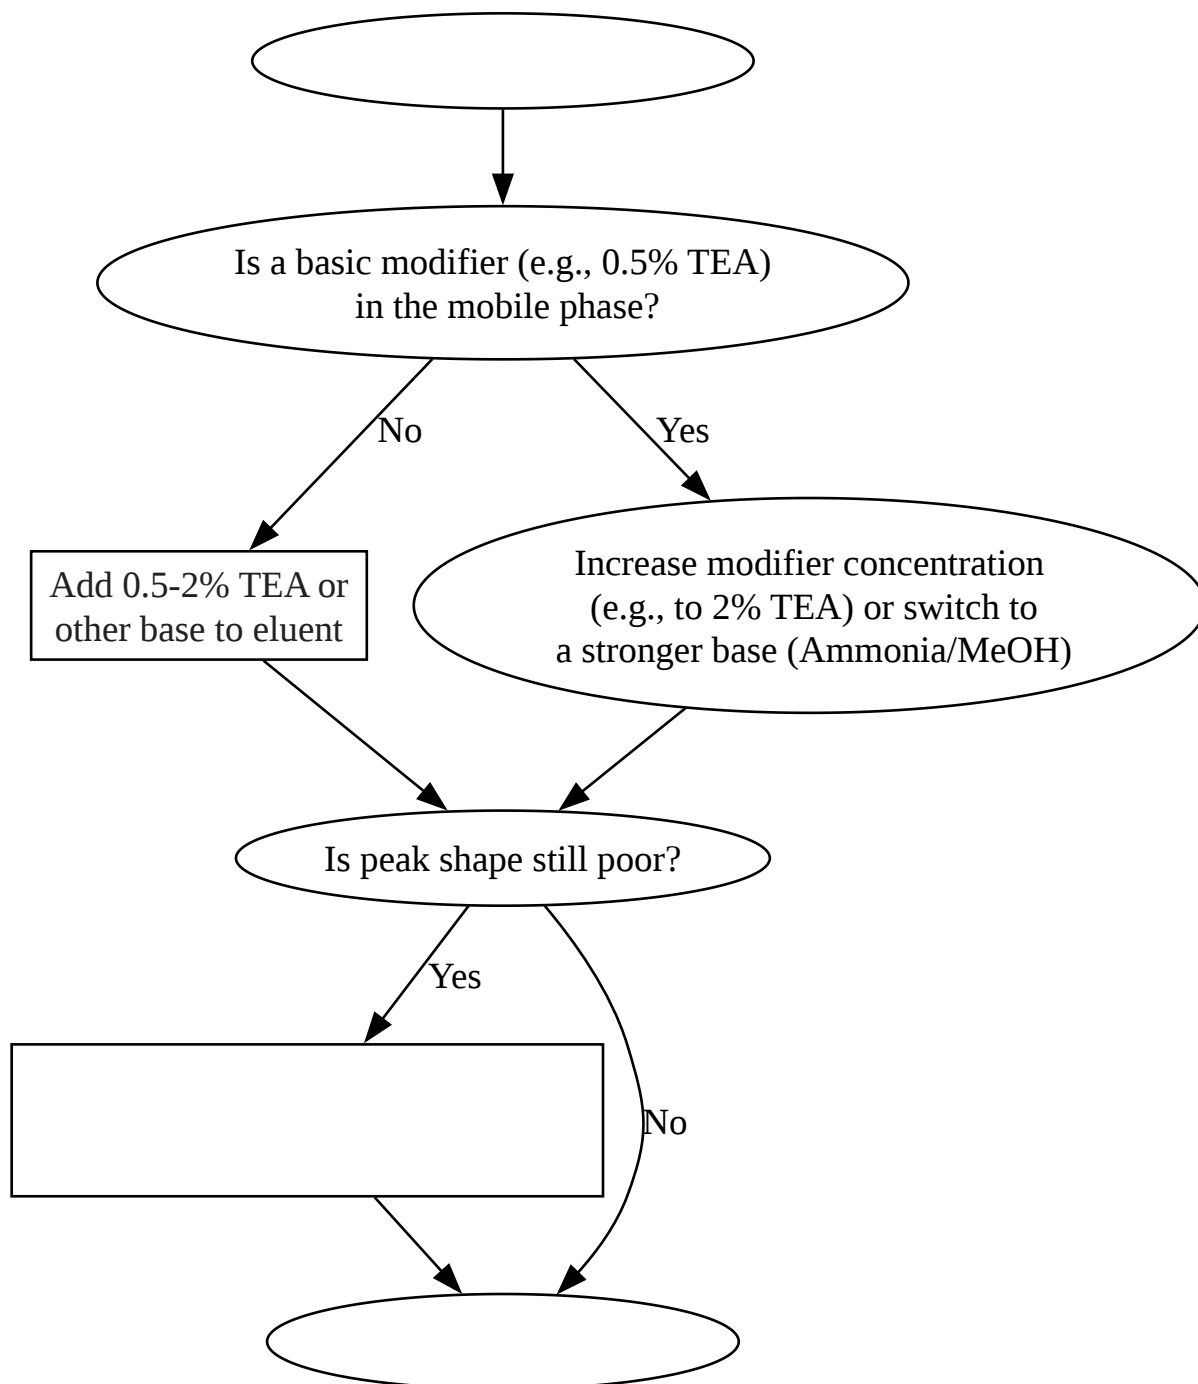 Is a basic modifier (e.g., 0.5% TEA)
in the mobile phase?
No
Yes
Add 0.5-2% TEA or
other base to eluent
Increase modifier concentration
(e.g., to 2% TEA) or switch to
a stronger base (Ammonia/MeOH)
Is peak shape still poor?
Yes
No